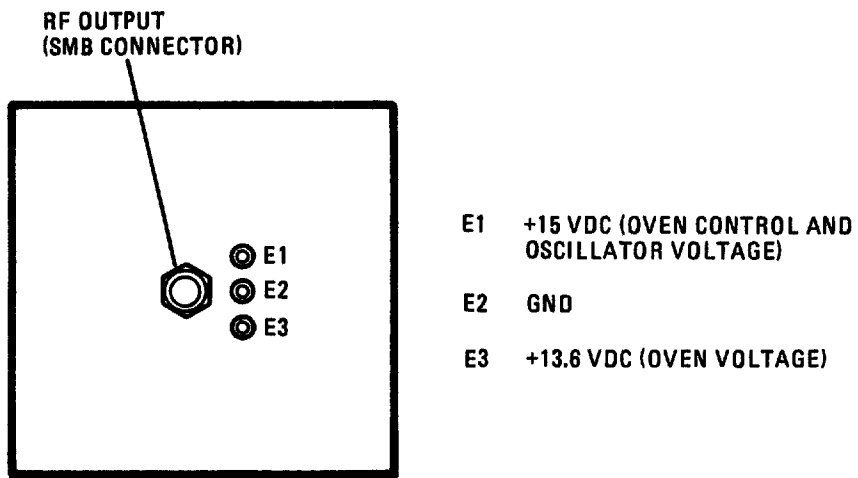 RF OUTPUT
(SMB CONNECTOR)
E1
E2
E3
E1 +15 VDC (OVEN CONTROL AND
OSCILLATOR VOLTAGE)
E2 GND
E3 +13.6 VDC (OVEN VOLTAGE)